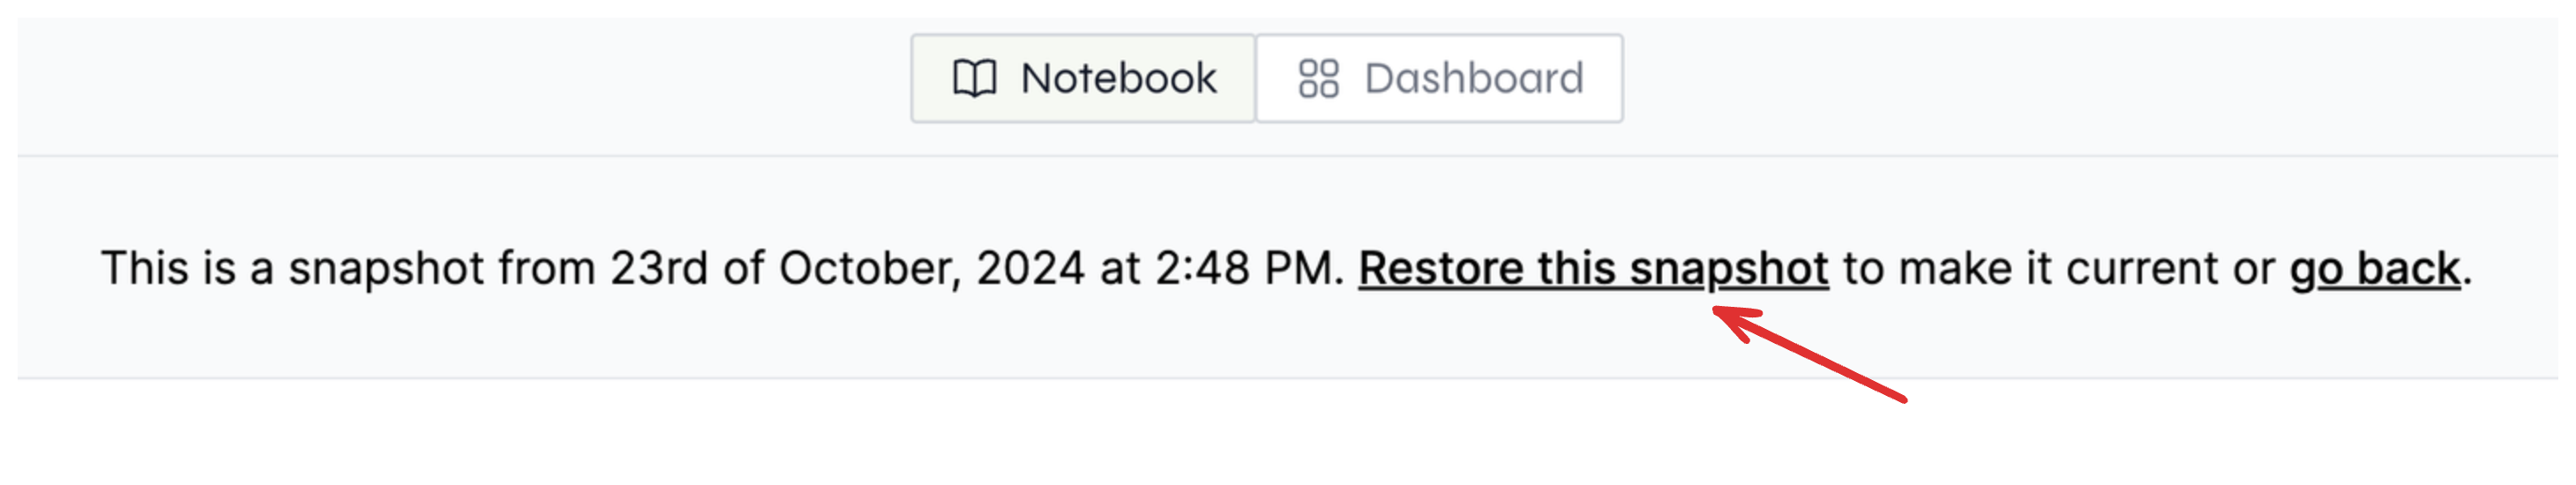 Notebook Dashboard
This is a snapshot from 23rd of October, 2024 at 2:48 PM. Restore this snapshot to make it current or go back.